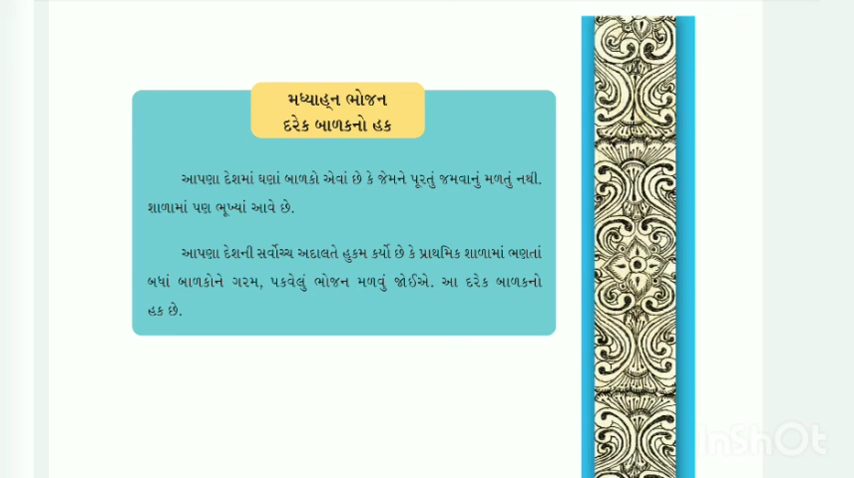 મધ્યાહ્ન ભોજન
દરેક બાળકનો હક
આપણા દેશમાં ઘણાં બાળકો એવાં છે કે જેમને પૂરતું જમવાનું મળતું નથી.
શાળામાં પણ ભૂખ્યાં આવે છે.
આપણા દેશની સર્વોચ્ચ અદાલતે હુકમ કર્યો છે કે પ્રાથમિક શાળામાં ભણતાં
બધાં બાળકોને ગરમ, પકવેલું ભોજન મળવું જોઈએ. આ દરેક બાળકનો
હક છે.
InShOt